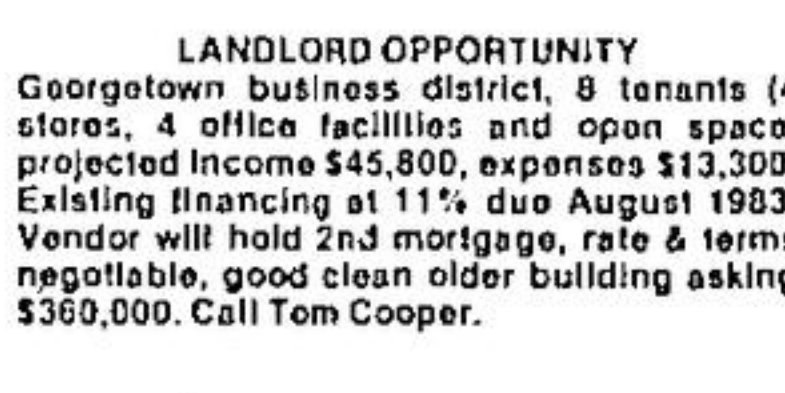 LANDLORD OPPORTUNITY
Georgetown business district, 8 tenants (4
stores, 4 office facilities and open space
projected income $45,800, expenses $13,300
Existing financing at 11% due August 1983
Vendor will hold 2nd mortgage, rate & terms
negotiable, good clean older building asking
$360,000. Call Tom Cooper.